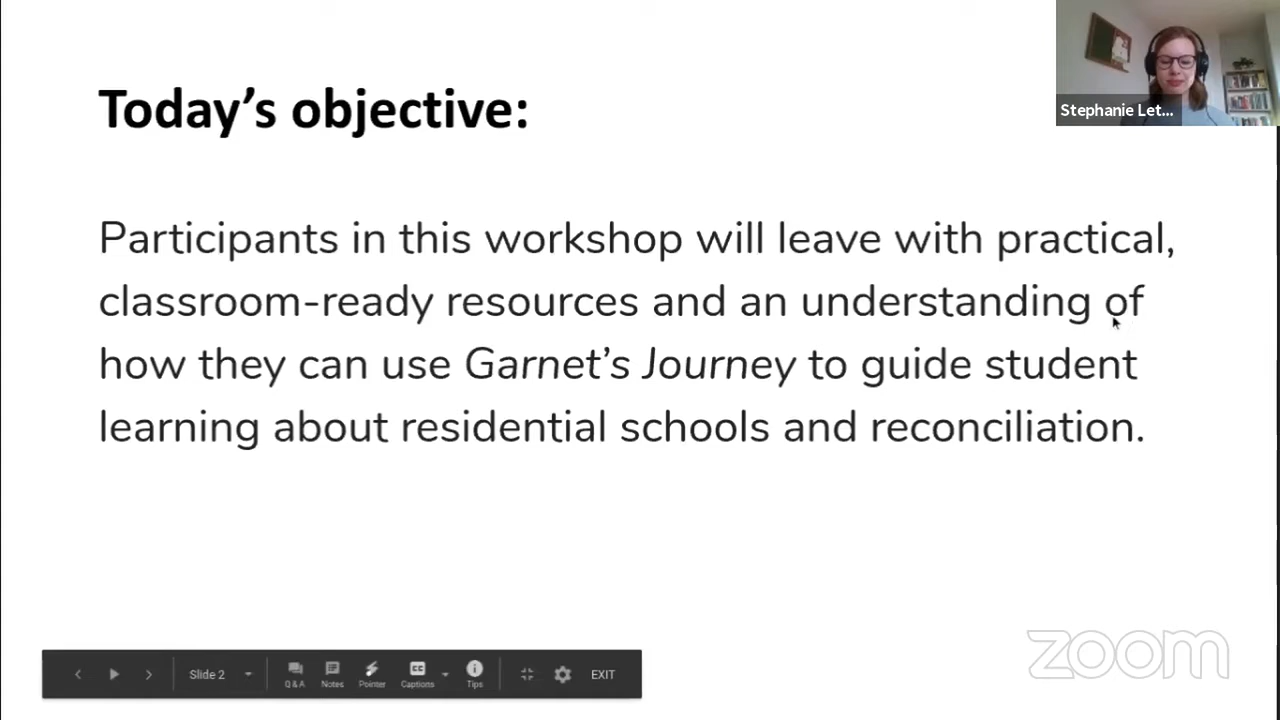 Today's objective:
Stephanie Let...
Participants in this workshop will leave with practical,
classroom-ready resources and an understanding of
how they can use Garnet's Journey to guide student
learning about residential schools and reconciliation.
zoom
Slide 2
Q & A
Notes
Pointer
CC
Captions
Tips
EXIT